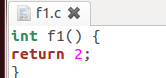 f1.c
int f1() {
return 2;
}